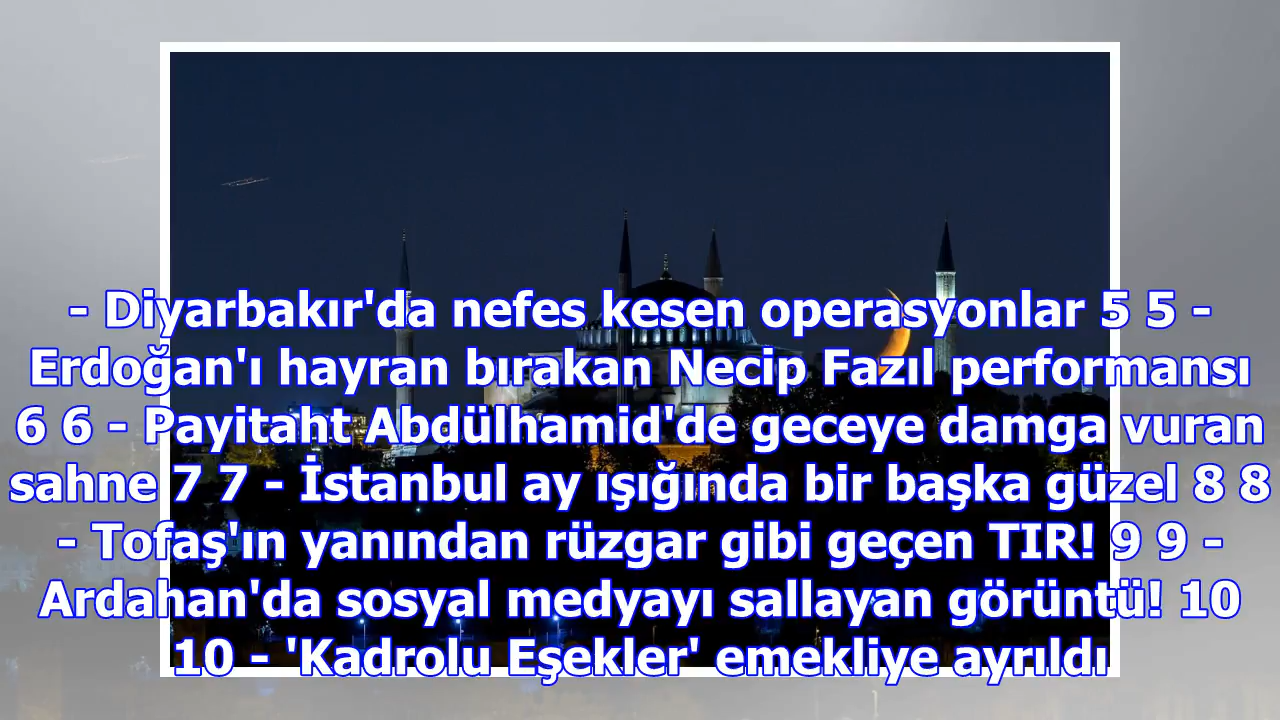 - Diyarbakır'da nefes kesen operasyonlar 5 5 -
Erdoğan'ı hayran bırakan Necip Fazıl performansı
6 6 - Payitaht Abdülhamid'de geceye damga vuran
sahne 7 7 - İstanbul ay ışığında bir başka güzel 8 8
- Tofaş'ın yanından rüzgar gibi geçen TIR! 9 9 -
Ardahan'da sosyal medyayı sallayan görüntü! 10
10 - 'Kadrolu Eşekler' emekliye ayrıldı